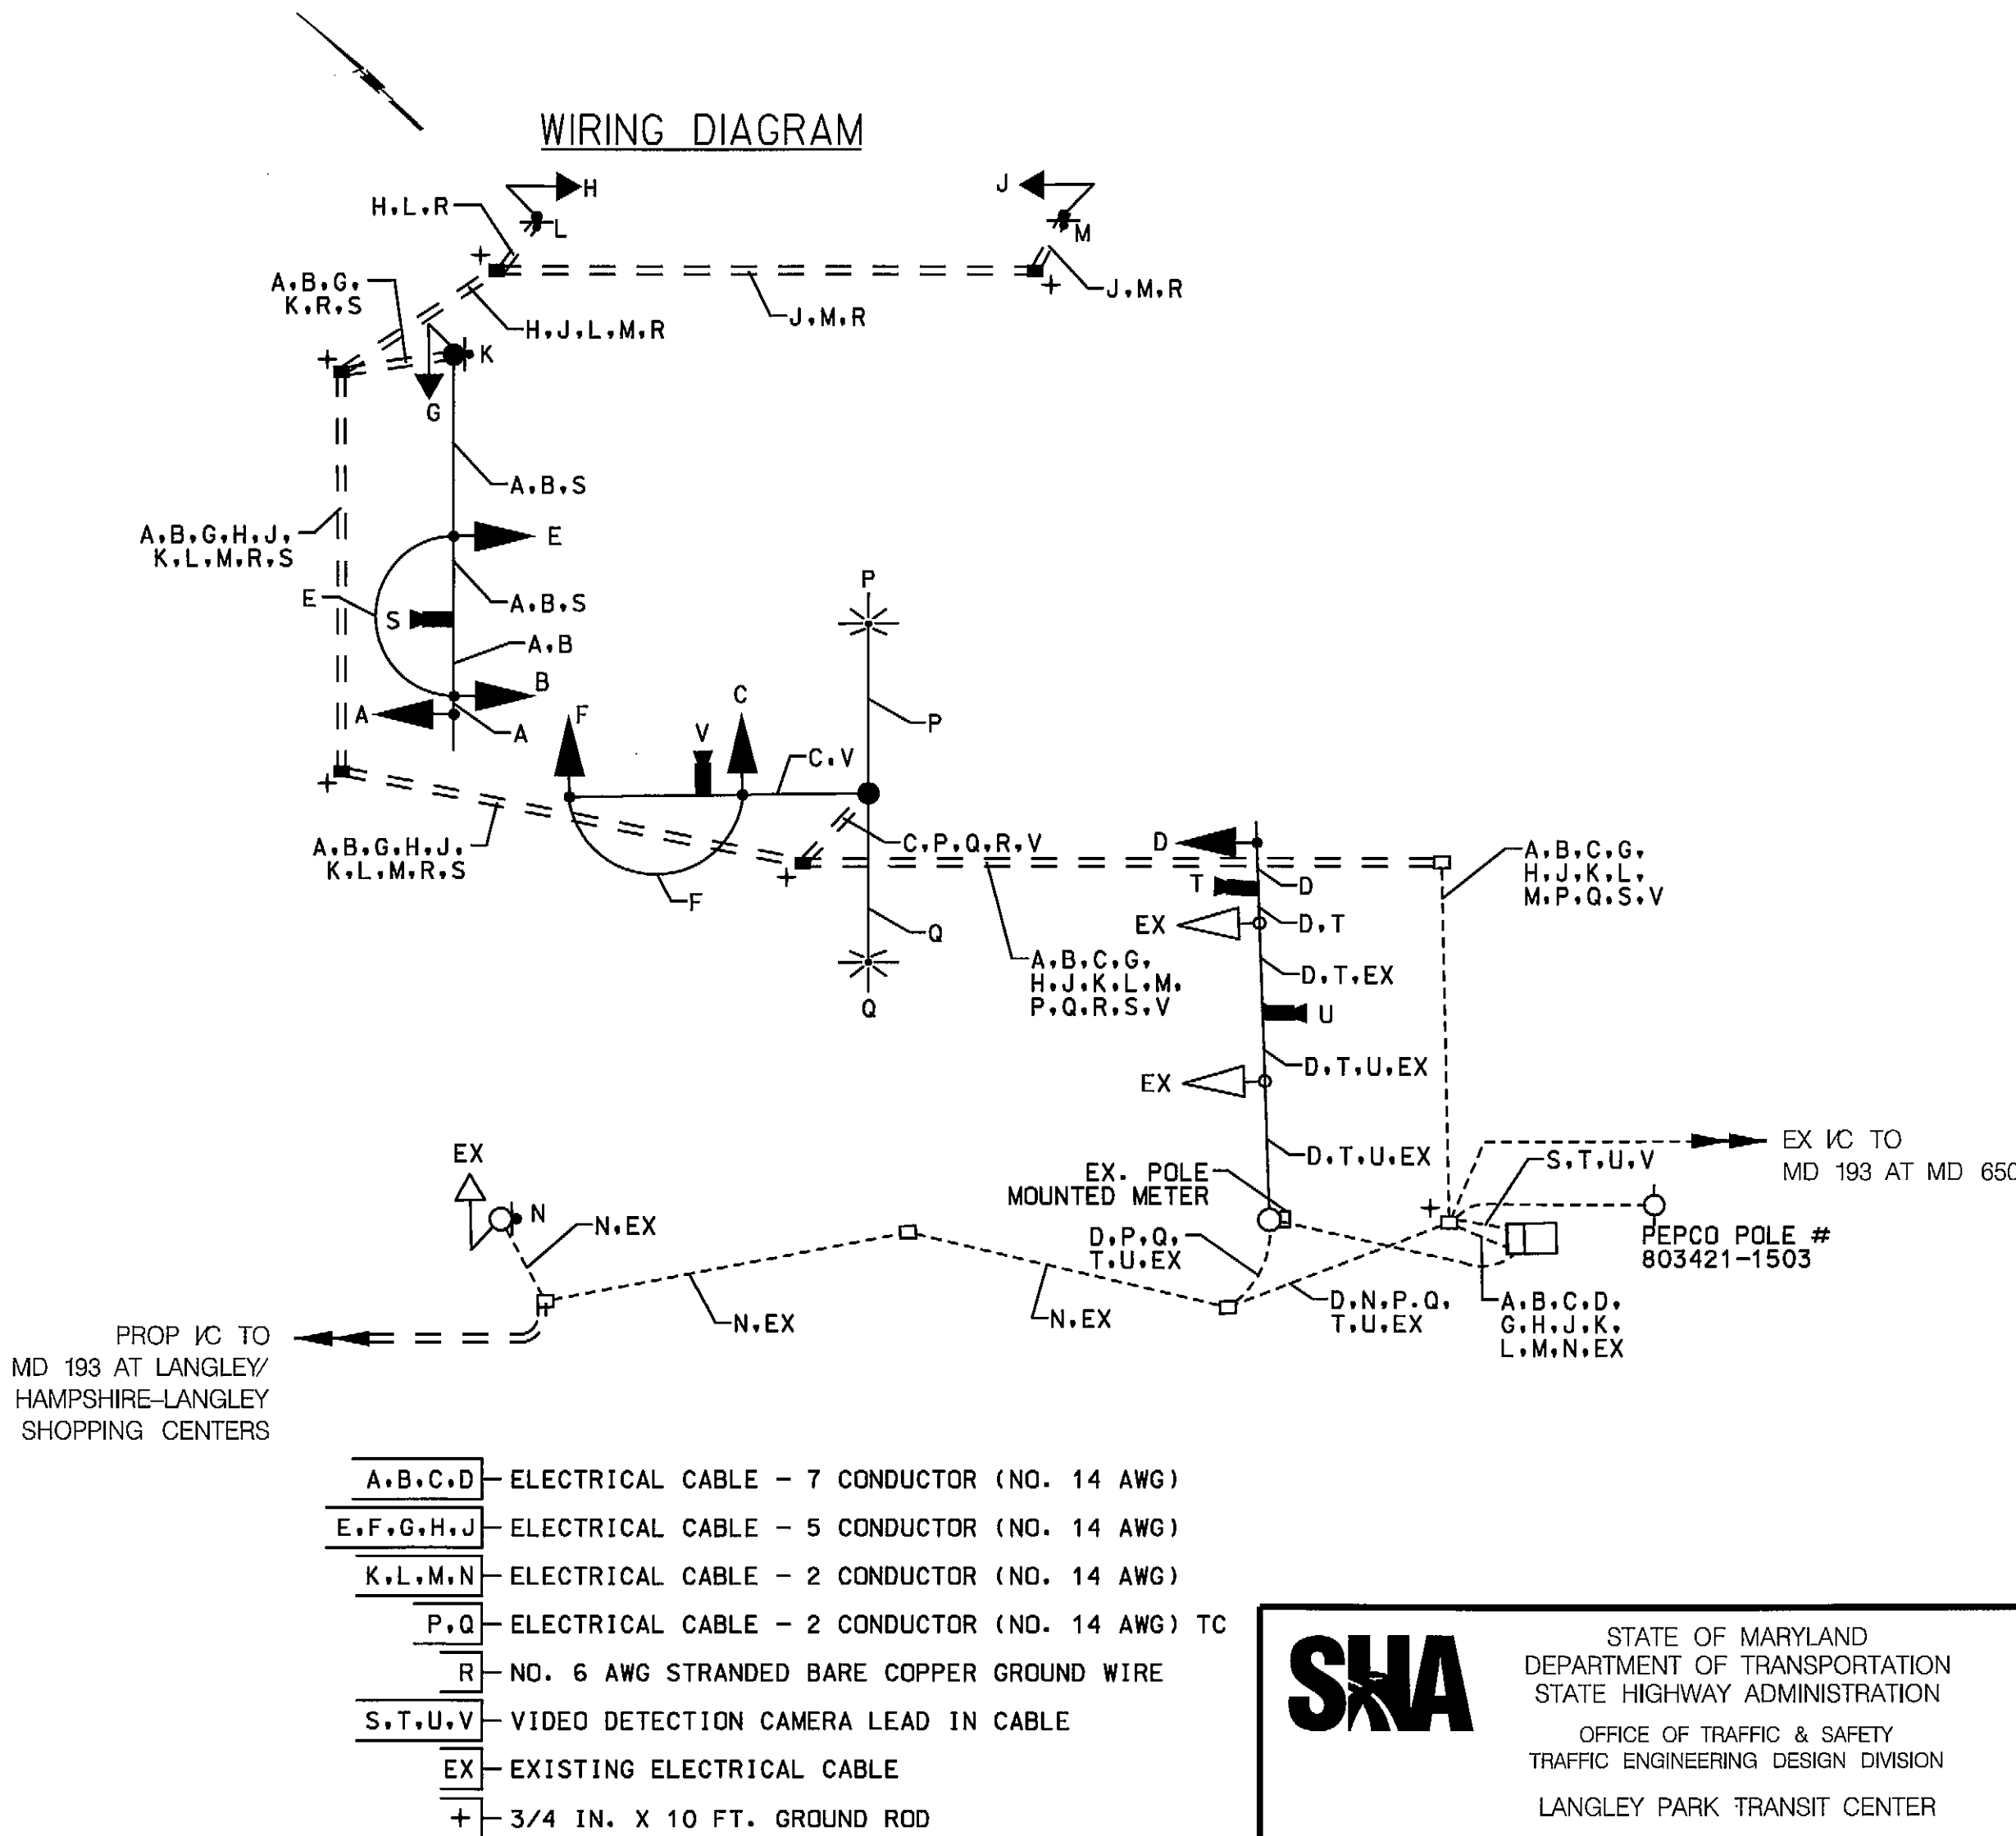 WIRING DIAGRAM
H
J
H,L,R
L
M
A,B,G,
K,R,S
J,M,R
H,J,L,M,R
J,M,R
K
G
A,B,S
E
A,B,G,H,J,
K,L,M,R,S
E
S
A,B,S
P
A,B
B
C
A
F
A
V
P
C,V
A,B,G,H,J,
K,L,M,R,S
C,P,Q,R,V
D
A,B,C,G,
H,J,K,L,
M,P,Q,S,V
F
T
D
EX
D,T
Q
A,B,C,G,
H,J,K,L,M,
P,Q,R,S,V
D,T,EX
Q
U
D,T,U,EX
EX
EX
D,T,U,EX
S,T,U,V
EX I/C TO
MD 193 AT MD 650
EX. POLE
MOUNTED METER
N
N,EX
D,P,Q,
T,U,EX
PEPCO POLE #
803421-1503
N,EX
N,EX
D,N,P,Q,
T,U,EX
A,B,C,D,
G,H,J,K,
L,M,N,EX
PROP I/C TO
MD 193 AT LANGLEY/
HAMPSHIRE-LANGLEY
SHOPPING CENTERS
A,B,C,D ELECTRICAL CABLE - 7 CONDUCTOR (NO. 14 AWG)
E,F,G,H,J ELECTRICAL CABLE - 5 CONDUCTOR (NO. 14 AWG)
K,L,M,N ELECTRICAL CABLE - 2 CONDUCTOR (NO. 14 AWG)
P,Q ELECTRICAL CABLE - 2 CONDUCTOR (NO. 14 AWG) TC
R NO. 6 AWG STRANDED BARE COPPER GROUND WIRE
S,T,U,V VIDEO DETECTION CAMERA LEAD IN CABLE
EX EXISTING ELECTRICAL CABLE
+ 3/4 IN. X 10 FT. GROUND ROD
SHA
STATE OF MARYLAND
DEPARTMENT OF TRANSPORTATION
STATE HIGHWAY ADMINISTRATION
OFFICE OF TRAFFIC & SAFETY
TRAFFIC ENGINEERING DESIGN DIVISION
LANGLEY PARK TRANSIT CENTER